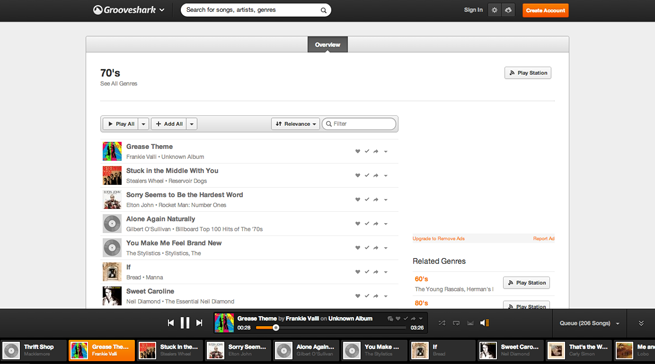 Grooveshark
Search for songs, artists, genres
Sign In
Create Account
Overview
70's
See All Genres
Play Station
Play All
Add All
Relevance
Filter
Grease Theme
Frankie Valli • Unknown Album
Stuck in the Middle With You
Stealers Wheel • Reservoir Dogs
Sorry Seems to Be the Hardest Word
Elton John • Rocket Man: Number Ones
Alone Again Naturally
Gilbert O'Sullivan • Billboard Top 100 Hits of The '70s
You Make Me Feel Brand New
The Stylistics • Stylistics, The
If
Bread • Manna
Sweet Caroline
Neil Diamond • The Essential Neil Diamond
Upgrade to Remove Ads
Report Ad
Related Genres
60's
Play Station
The Young Rascals, Herman's
80's
Play Station
Grease Theme by Frankie Valli on Unknown Album
00:28
03:26
Queue (206 Songs)
Thrift Shop
Macklemore
Grease The...
Frankie Valli
Stuck in the...
Stealers Wheel
Sorry Seem...
Elton John
Alone Again...
Gilbert O'Sullivan
You Make ...
The Stylistics
If
Bread
Sweet Caro...
Neil Diamond
That's the W...
Carly Simon
Me and